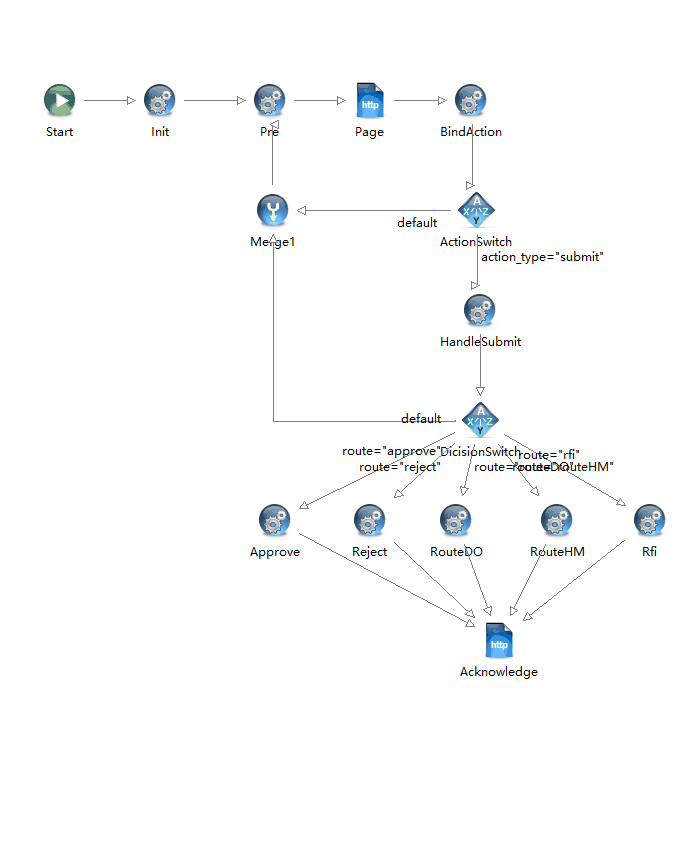 Start
Init
Pre
http
Page
BindAction
Merge1
default
A
X
Z
Y
ActionSwitch
action_type="submit"
HandleSubmit
default
A
X
Z
Y
DicisionSwitch
route="approve"
route="rfi"
route="reject"
route="routeDO"
route="routeHM"
Approve
Reject
RouteDO
RouteHM
Rfi
http
Acknowledge